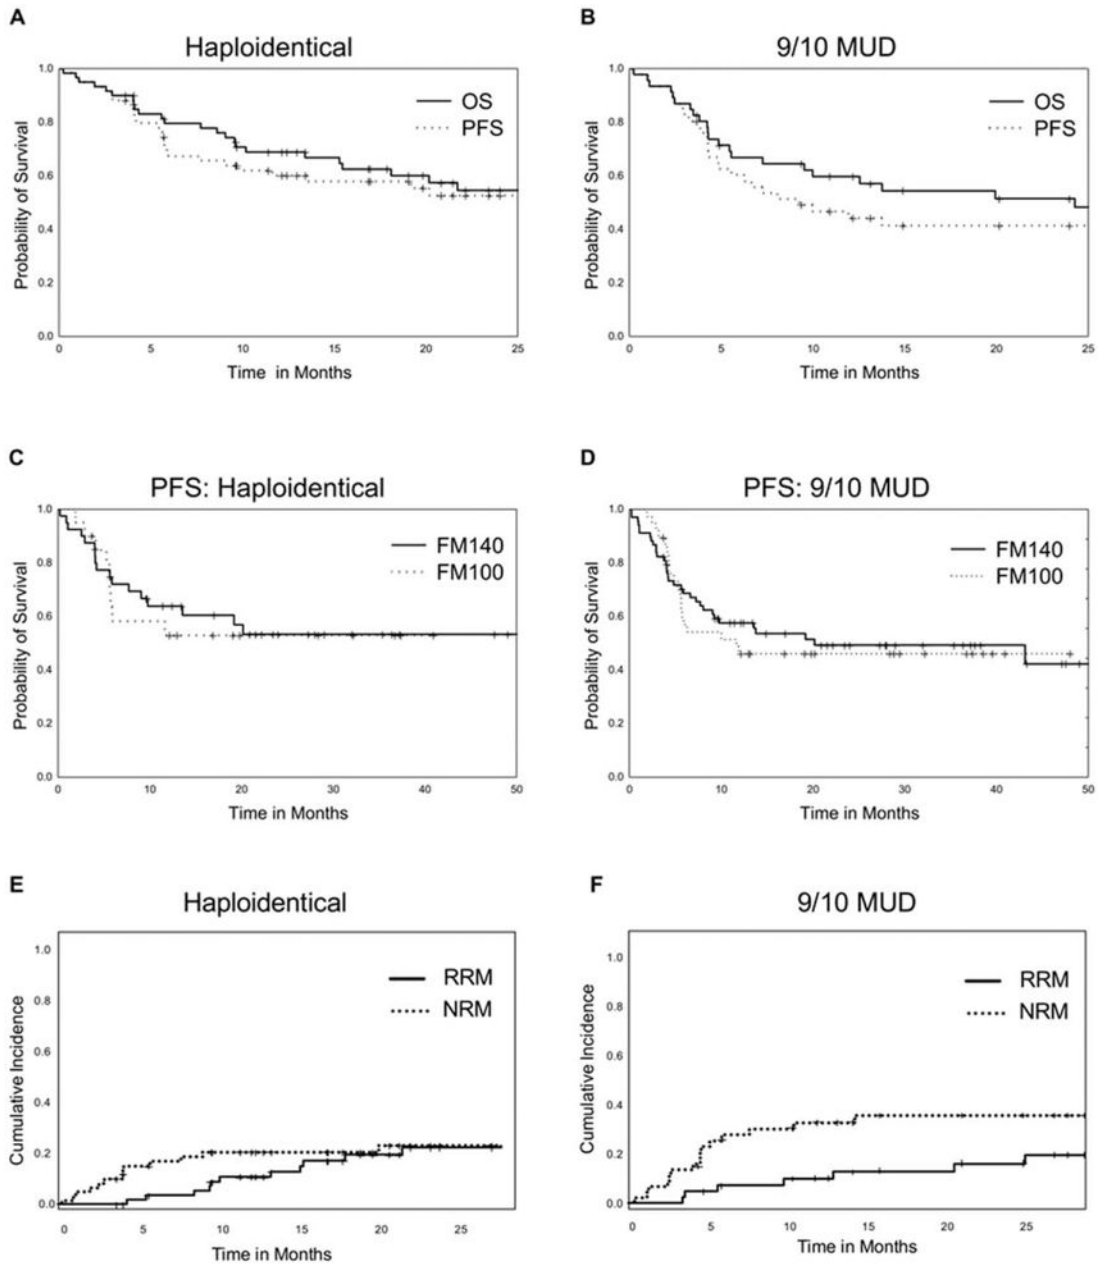 A
Haploidentical
1.0
0.8
0.6
0.4
0.2
0.0
Probability of Survival
OS
PFS
0 5 10 15 20 25
Time in Months
B
9/10 MUD
1.0
0.8
0.6
0.4
0.2
0.0
Probability of Survival
OS
PFS
0 5 10 15 20 25
Time in Months
C
PFS: Haploidentical
1.0
0.8
0.6
0.4
0.2
0.0
Probability of Survival
FM140
FM100
0 10 20 30 40 50
Time in Months
D
PFS: 9/10 MUD
1.0
0.8
0.6
0.4
0.2
0.0
Probability of Survival
FM140
FM100
0 10 20 30 40 50
Time in Months
E
Haploidentical
1.0
0.8
0.6
0.4
0.2
0.0
Cumulative Incidence
RRM
NRM
0 5 10 15 20 25
Time in Months
F
9/10 MUD
1.0
0.8
0.6
0.4
0.2
0.0
Cumulative Incidence
RRM
NRM
0 5 10 15 20 25
Time in Months